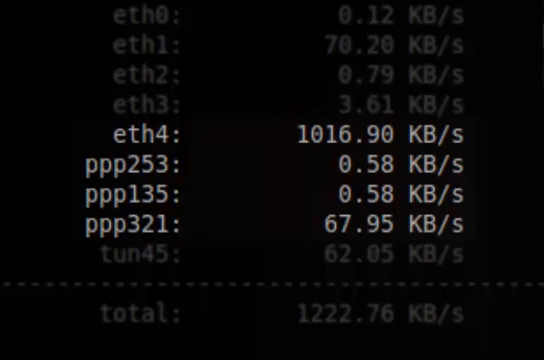 eth0: 0.12 KB/s
eth1: 70.20 KB/s
eth2: 0.79 KB/s
eth3: 3.61 KB/s
eth4: 1016.90 KB/s
ppp253: 0.58 KB/s
ppp135: 0.58 KB/s
ppp321: 67.95 KB/s
tun45: 62.05 KB/s
--------------------------------------
total: 1222.76 KB/s